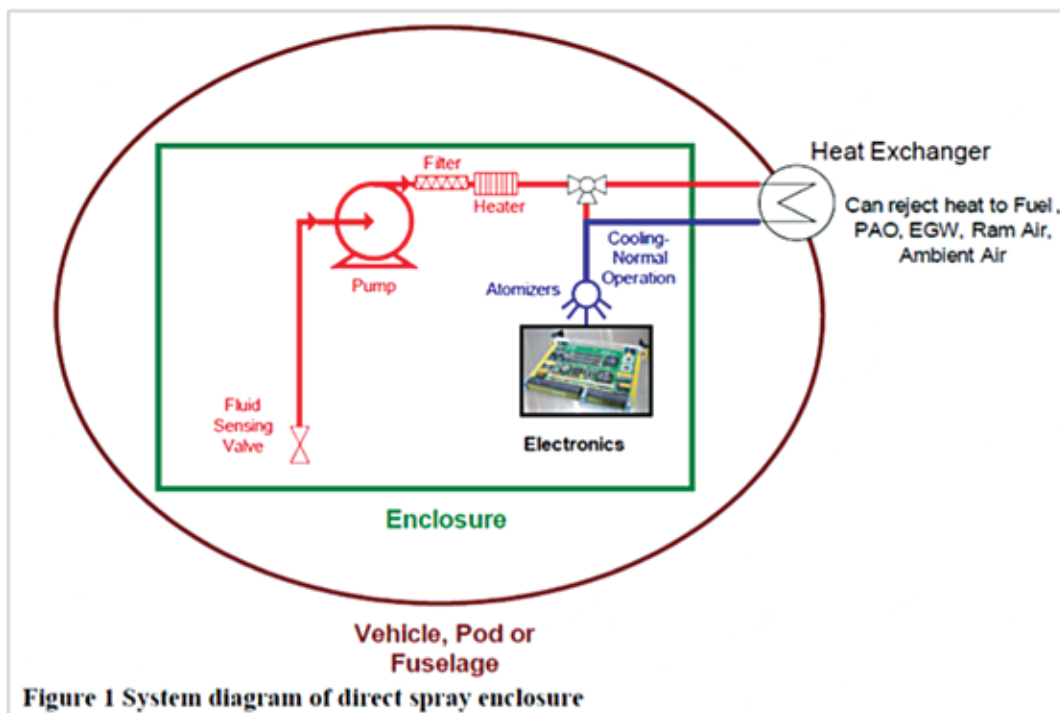 Filter
Heater
Pump
Fluid
Sensing
Valve
Cooling-
Normal
Operation
Atomizers
Electronics
Enclosure
Heat Exchanger
Can reject heat to Fuel ,
PAO, EGW, Ram Air,
Ambient Air
Vehicle, Pod or
Fuselage
Figure 1 System diagram of direct spray enclosure